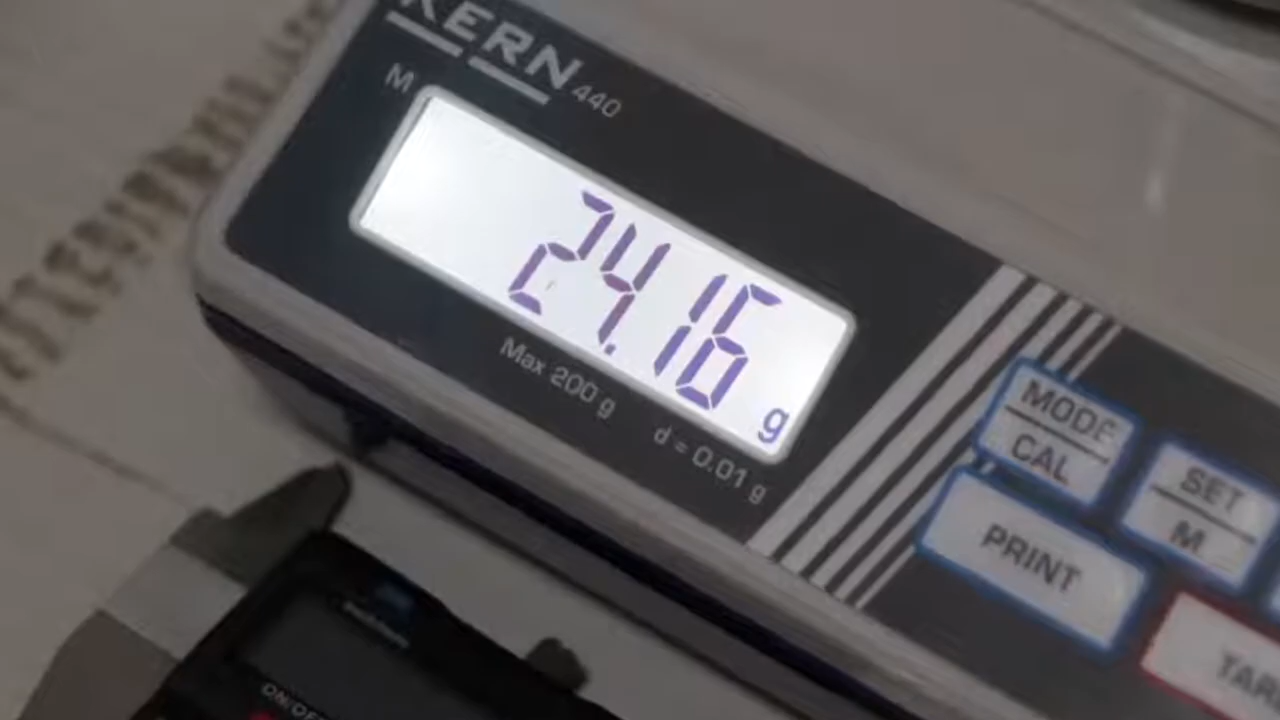 KERN 440
M
24.16 g
Max 200 g
d = 0.01 g
MODE
CAL
SET
M
PRINT